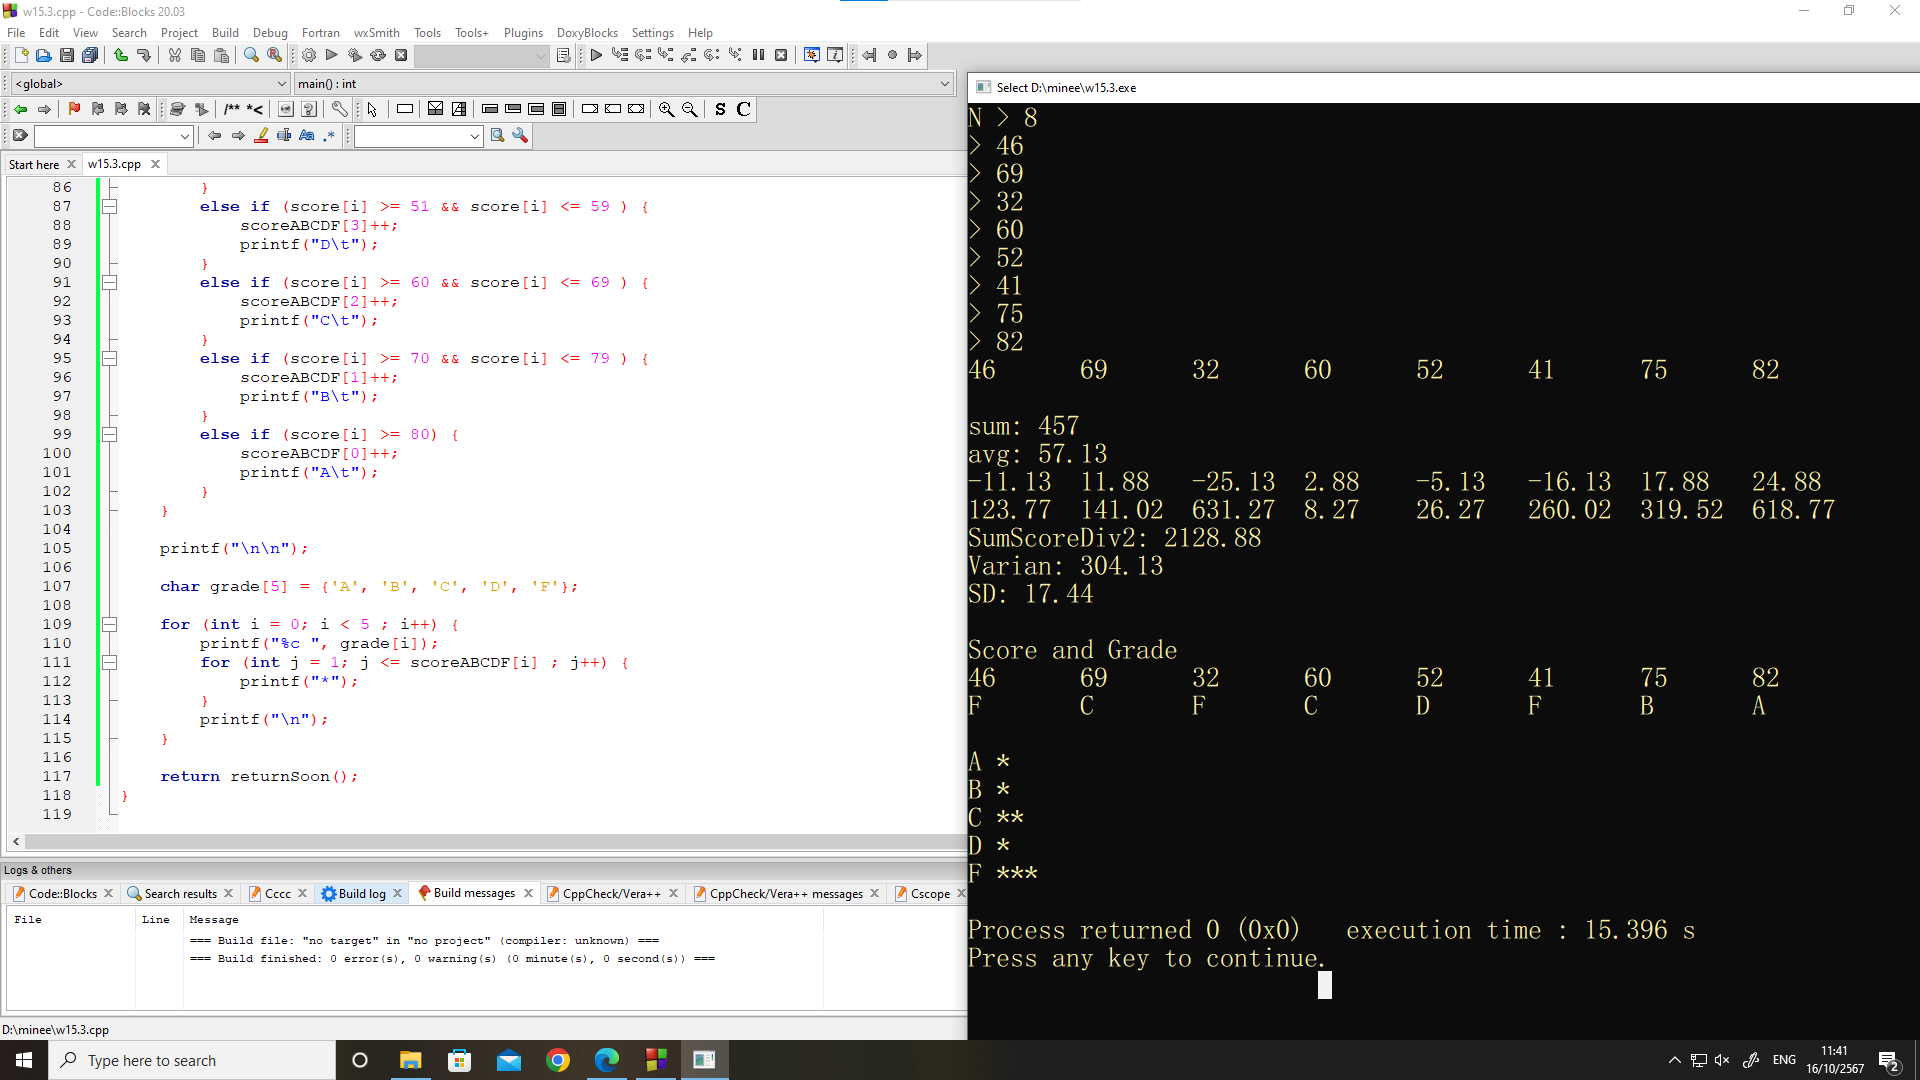 w15.3.cpp - Code::Blocks 20.03
File Edit View Search Project Build Debug Fortran wxSmith Tools Tools+ Plugins DoxyBlocks Settings Help
<global>
main() : int
/** *<
S C
Aa .*
Start here
w15.3.cpp
86 }
87 else if (score[i] >= 51 && score[i] <= 59 ) {
88 scoreABCDF[3]++;
89 printf("D\t");
90 }
91 else if (score[i] >= 60 && score[i] <= 69 ) {
92 scoreABCDF[2]++;
93 printf("C\t");
94 }
95 else if (score[i] >= 70 && score[i] <= 79 ) {
96 scoreABCDF[1]++;
97 printf("B\t");
98 }
99 else if (score[i] >= 80) {
100 scoreABCDF[0]++;
101 printf("A\t");
102 }
103 }
104
105 printf("\n\n");
106
107 char grade[5] = {'A', 'B', 'C', 'D', 'F'};
108
109 for (int i = 0; i < 5 ; i++) {
110 printf("%c ", grade[i]);
111 for (int j = 1; j <= scoreABCDF[i] ; j++) {
112 printf("*");
113 }
114 printf("\n");
115 }
116
117 return returnSoon();
118 }
119
Logs & others
Code::Blocks Search results Cccc Build log Build messages CppCheck/Vera++ CppCheck/Vera++ messages Cscope
File Line Message
=== Build file: "no target" in "no project" (compiler: unknown) ===
=== Build finished: 0 error(s), 0 warning(s) (0 minute(s), 0 second(s)) ===
D:\minee\w15.3.cpp
Select D:\minee\w15.3.exe
N > 8
> 46
> 69
> 32
> 60
> 52
> 41
> 75
> 82
46 69 32 60 52 41 75 82
sum: 457
avg: 57.13
-11.13 11.88 -25.13 2.88 -5.13 -16.13 17.88 24.88
123.77 141.02 631.27 8.27 26.27 260.02 319.52 618.77
SumScoreDiv2: 2128.88
Varian: 304.13
SD: 17.44
Score and Grade
46 69 32 60 52 41 75 82
F C F C D F B A
A *
B *
C **
D *
F ***
Process returned 0 (0x0) execution time : 15.396 s
Press any key to continue.
Type here to search
ENG
11:41
16/10/2567
2